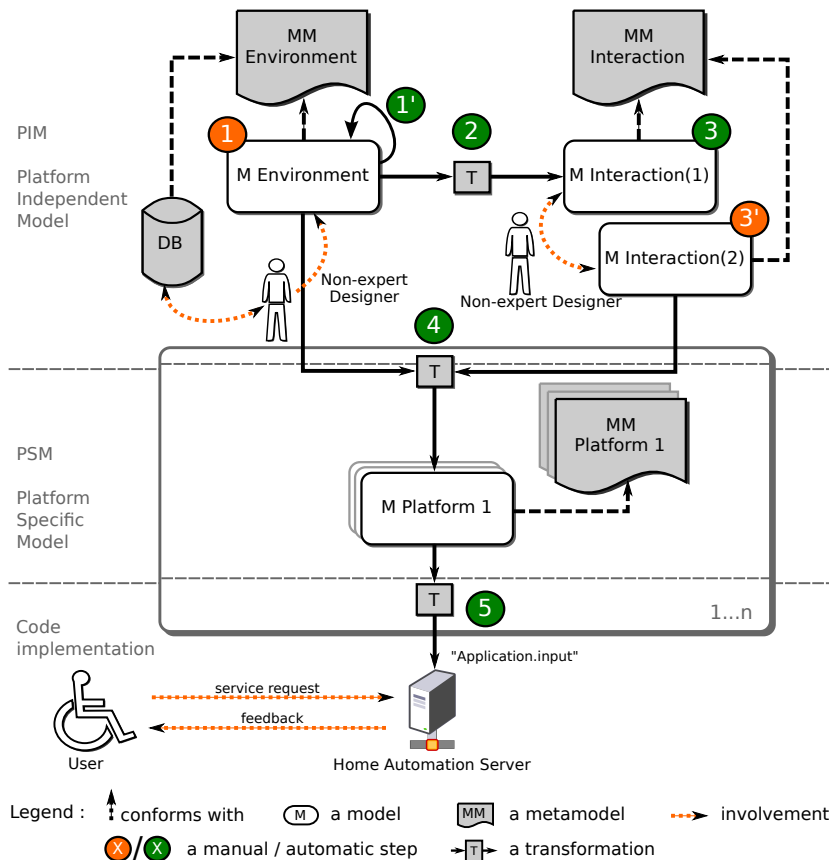 MM
Environment
MM
Interaction
1'
1
2
3
PIM
M Environment
T
M Interaction(1)
Platform
Independent
Model
3'
DB
M Interaction(2)
Non-expert
Designer
Non-expert Designer
4
T
MM
Platform 1
PSM
Platform
Specific
Model
M Platform 1
T
5
1...n
Code
implementation
"Application.input"
service request
feedback
User
Home Automation Server
Legend :
conforms with
M
a model
MM
a metamodel
involvement
X/X
a manual / automatic step
T
a transformation